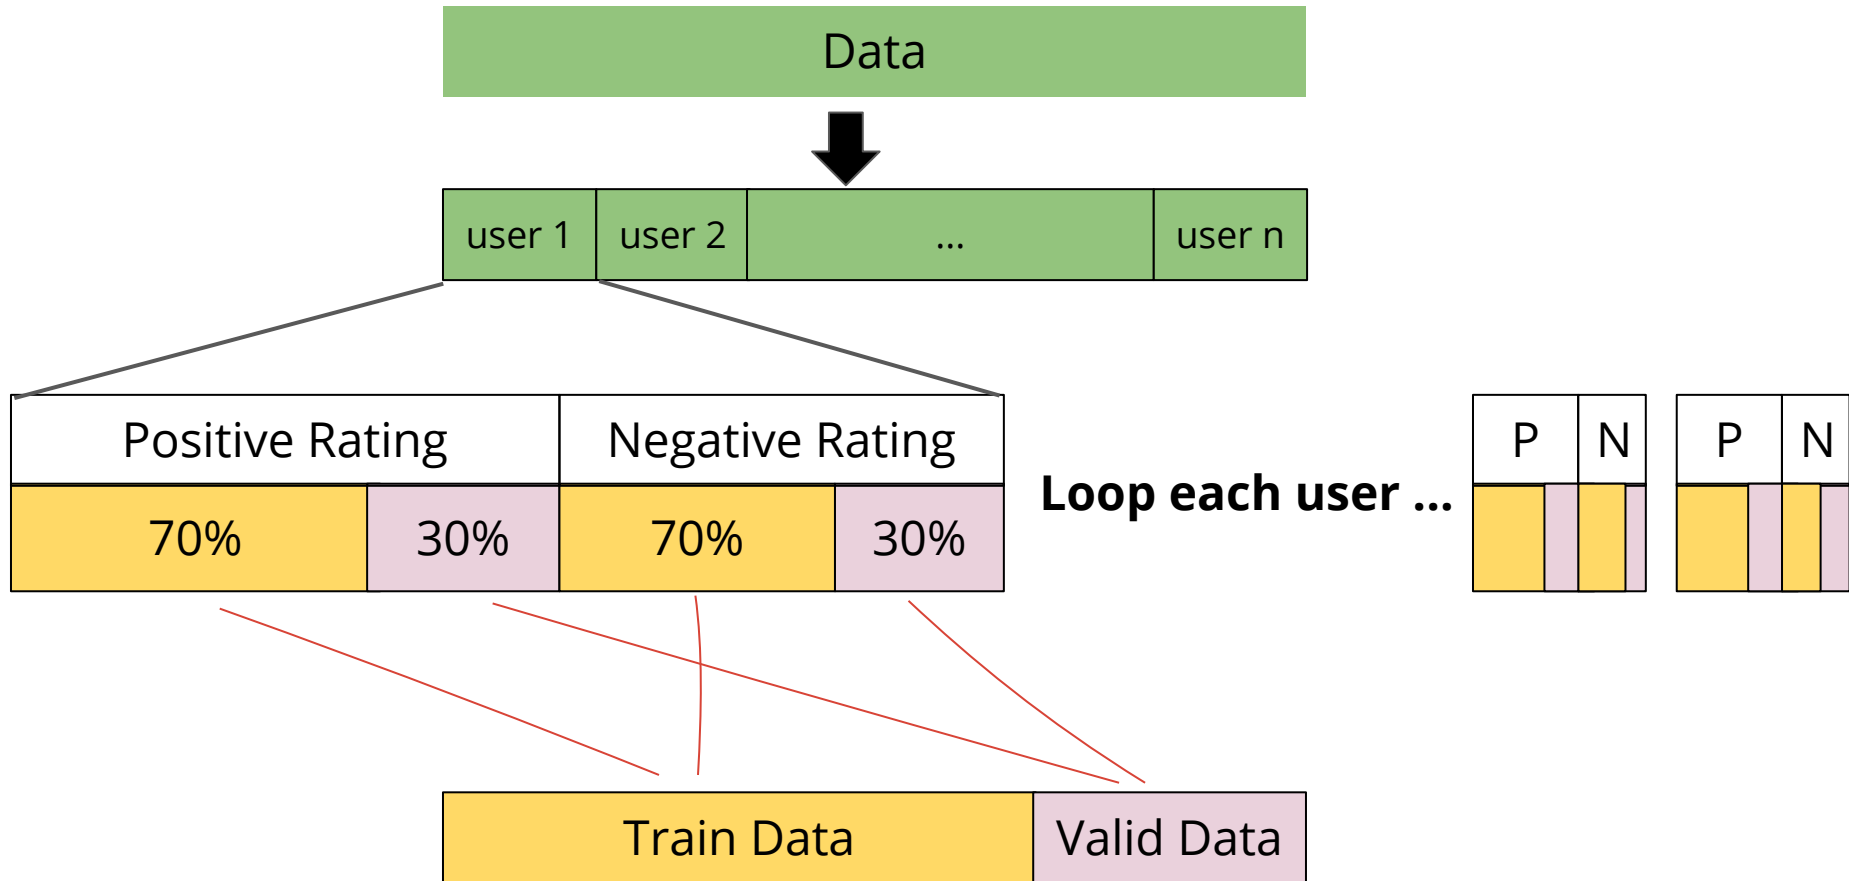 Data
user 1 user 2 ... user n
Positive Rating Negative Rating
70% 30% 70% 30%
Loop each user ...
P N P N
Train Data Valid Data